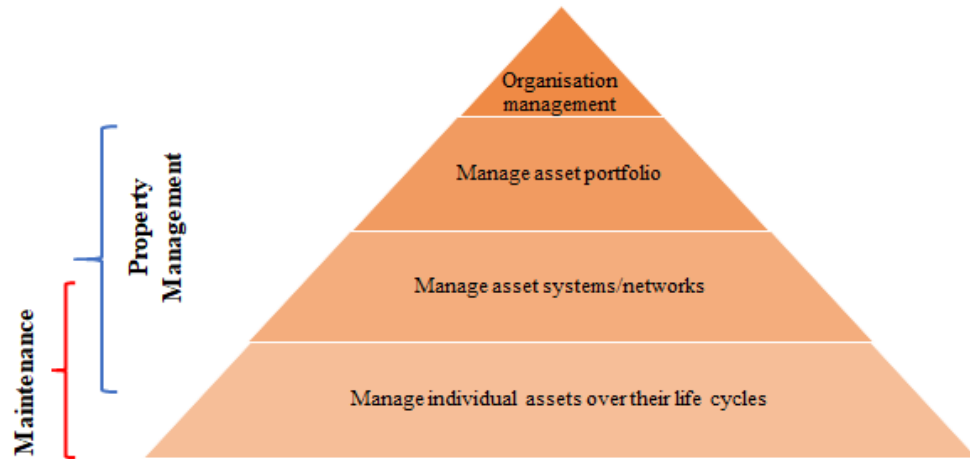 Organisation
management
Manage asset portfolio
Manage asset systems/networks
Manage individual assets over their life cycles
Property
Management
Maintenance